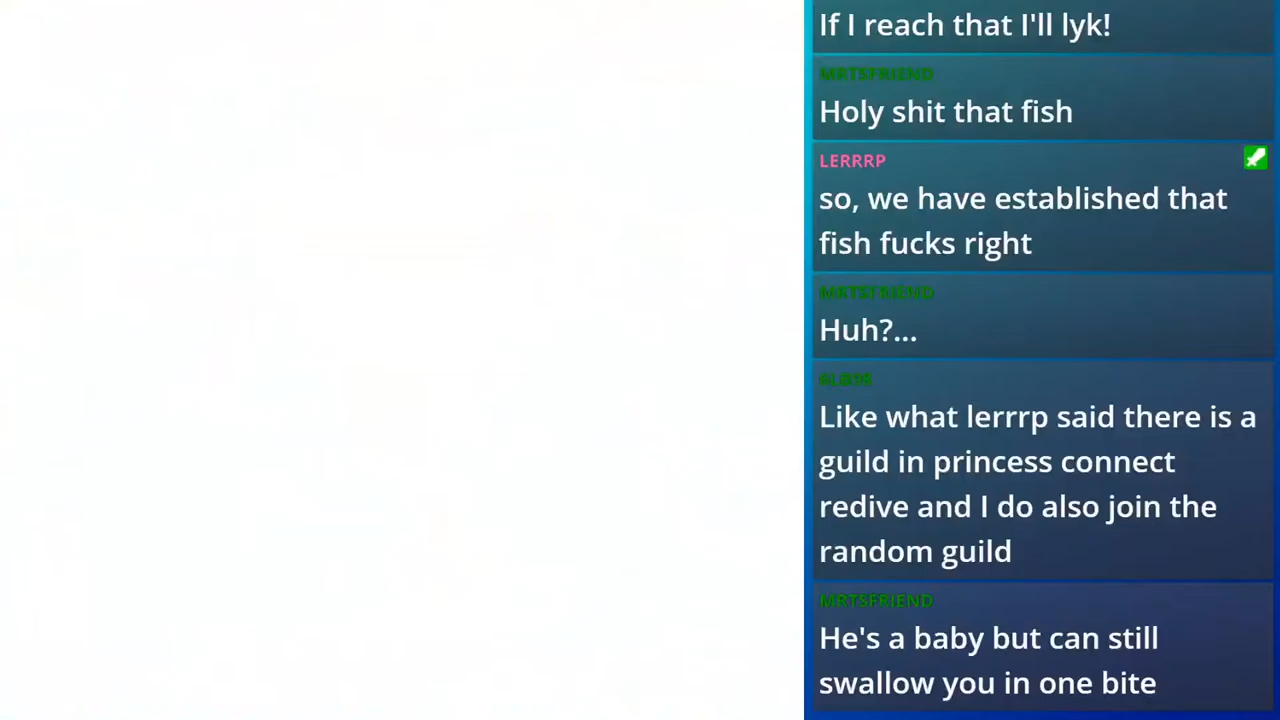 If I reach that I'll lyk!
MRTSFRIEND
Holy shit that fish
LERRRP
so, we have established that
fish fucks right
MRTSFRIEND
Huh?...
Like what lerrrp said there is a
guild in princess connect
redive and I do also join the
random guild
MRTSFRIEND
He's a baby but can still
swallow you in one bite